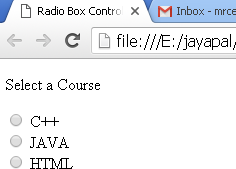 Radio Box Contro
Inbox - mrce
file:///E:/jayapal/
Select a Course
C++
JAVA
HTML